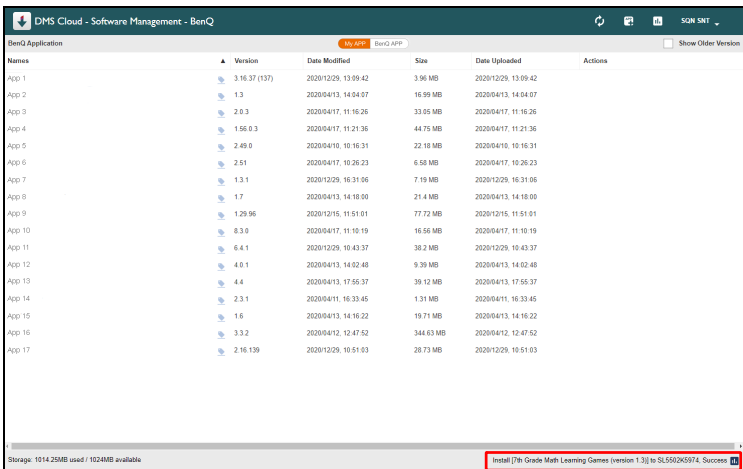 DMS Cloud - Software Management - BenQ SQN SNT
BenQ Application My APP BenQ APP Show Older Version
Names Version Date Modified Size Date Uploaded Actions
App 1 3.16.37 (137) 2020/12/29, 13:09:42 3.96 MB 2020/12/29, 13:09:42
App 2 1.3 2020/04/13, 14:04:07 16.99 MB 2020/04/13, 14:04:07
App 3 2.0.3 2020/04/17, 11:16:26 33.05 MB 2020/04/17, 11:16:26
App 4 1.56.0.3 2020/04/17, 11:21:36 44.75 MB 2020/04/17, 11:21:36
App 5 2.49.0 2020/04/10, 10:16:31 22.18 MB 2020/04/10, 10:16:31
App 6 2.51 2020/04/17, 10:26:23 6.58 MB 2020/04/17, 10:26:23
App 7 1.3.1 2020/12/29, 16:31:06 7.19 MB 2020/12/29, 16:31:06
App 8 1.7 2020/04/13, 14:18:00 21.4 MB 2020/04/13, 14:18:00
App 9 1.29.96 2020/12/15, 11:51:01 77.72 MB 2020/12/15, 11:51:01
App 10 8.3.0 2020/04/17, 11:10:19 16.56 MB 2020/04/17, 11:10:19
App 11 6.4.1 2020/12/29, 10:43:37 38.2 MB 2020/12/29, 10:43:37
App 12 4.0.1 2020/04/13, 14:02:48 9.39 MB 2020/04/13, 14:02:48
App 13 4.4 2020/04/13, 17:55:37 39.12 MB 2020/04/13, 17:55:37
App 14 2.3.1 2020/04/11, 16:33:45 1.31 MB 2020/04/11, 16:33:45
App 15 1.6 2020/04/13, 14:16:22 19.71 MB 2020/04/13, 14:16:22
App 16 3.3.2 2020/04/12, 12:47:52 344.63 MB 2020/04/12, 12:47:52
App 17 2.16.139 2020/12/29, 10:51:03 28.73 MB 2020/12/29, 10:51:03
Storage: 1014.25MB used / 1024MB available Install [7th Grade Math Learning Games (version 1.3)] to SL5502K5974, Success